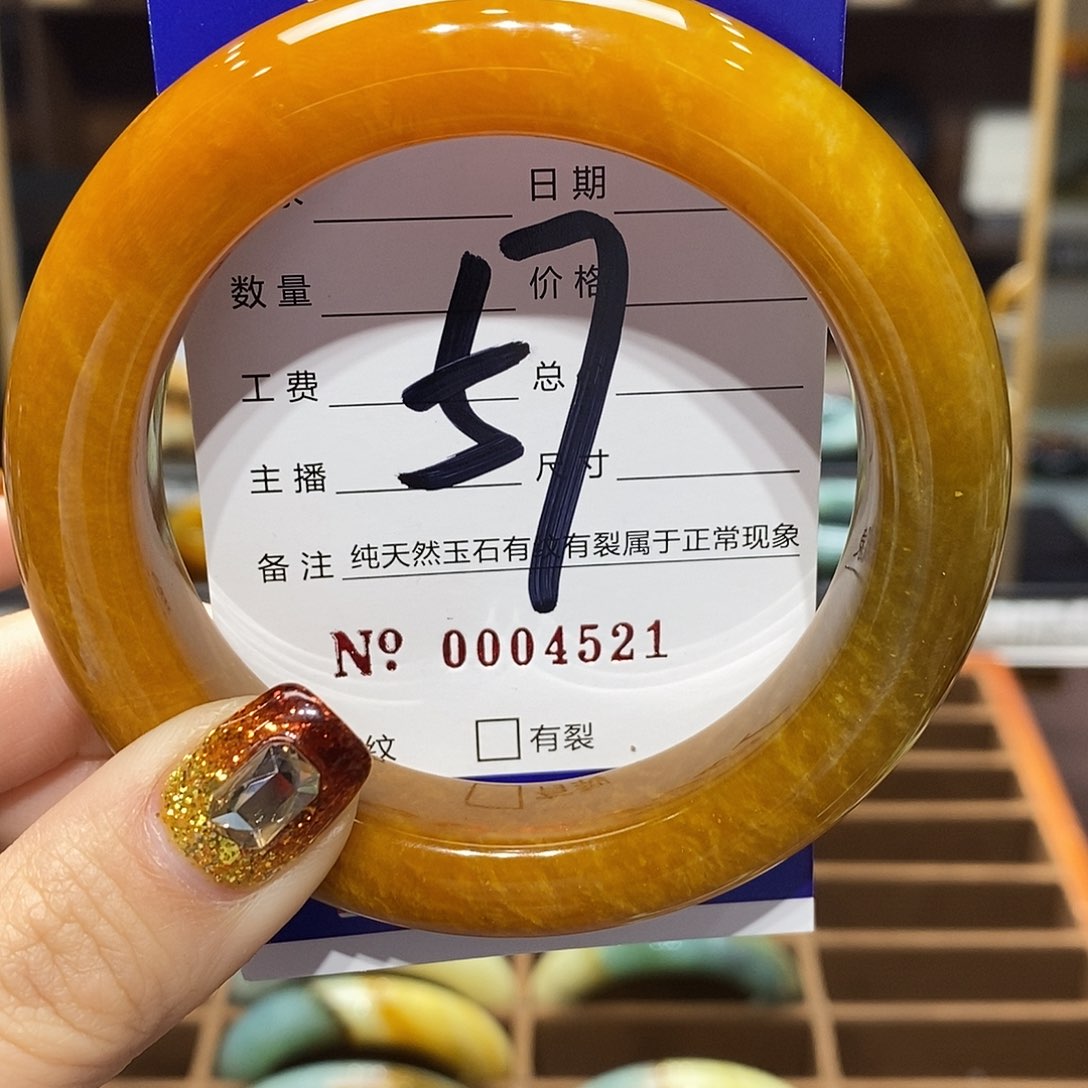 日期
数量 价格
57
工费 总
主播 尺寸
备注 纯天然玉石有纹有裂属于正常现象
Nº 0004521
纹 □有裂